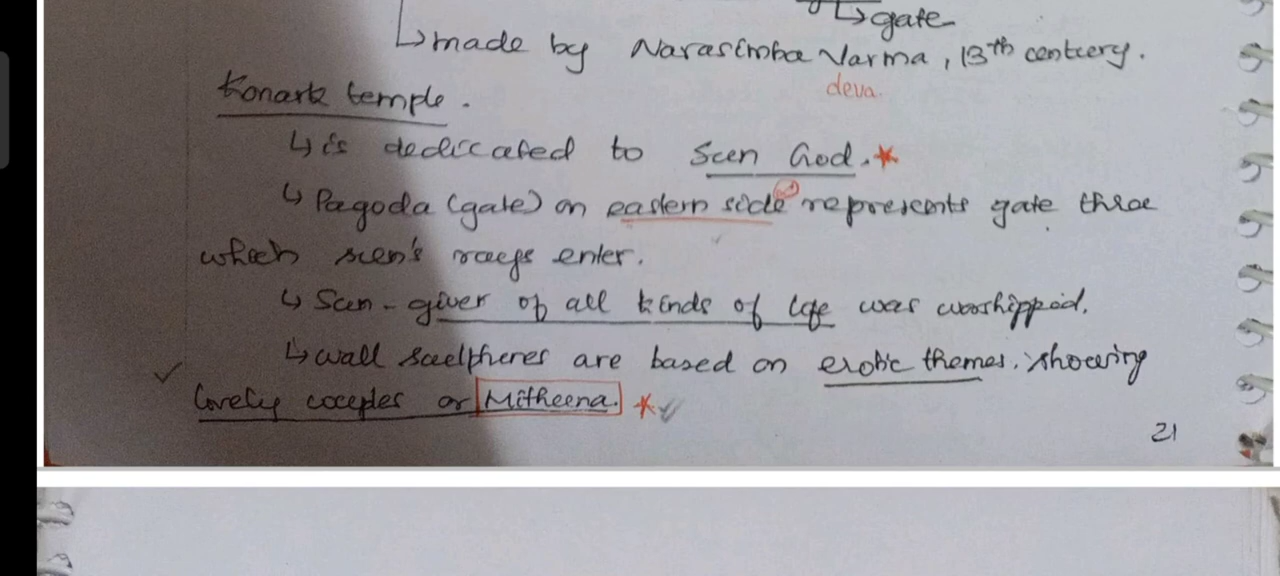 ↳gate
↳made by Narasimha Varma, 13th century.
deva.
Konark temple.
↳ is dedicated to Sun God.*
↳ Pagoda (gate) on eastern side represents gate thro
which sun's rays enter.
↳ Sun - giver of all kinds of life was worshipped.
↳ wall sculptures are based on erotic themes. showing
lovely couples or Mithuna. *
21